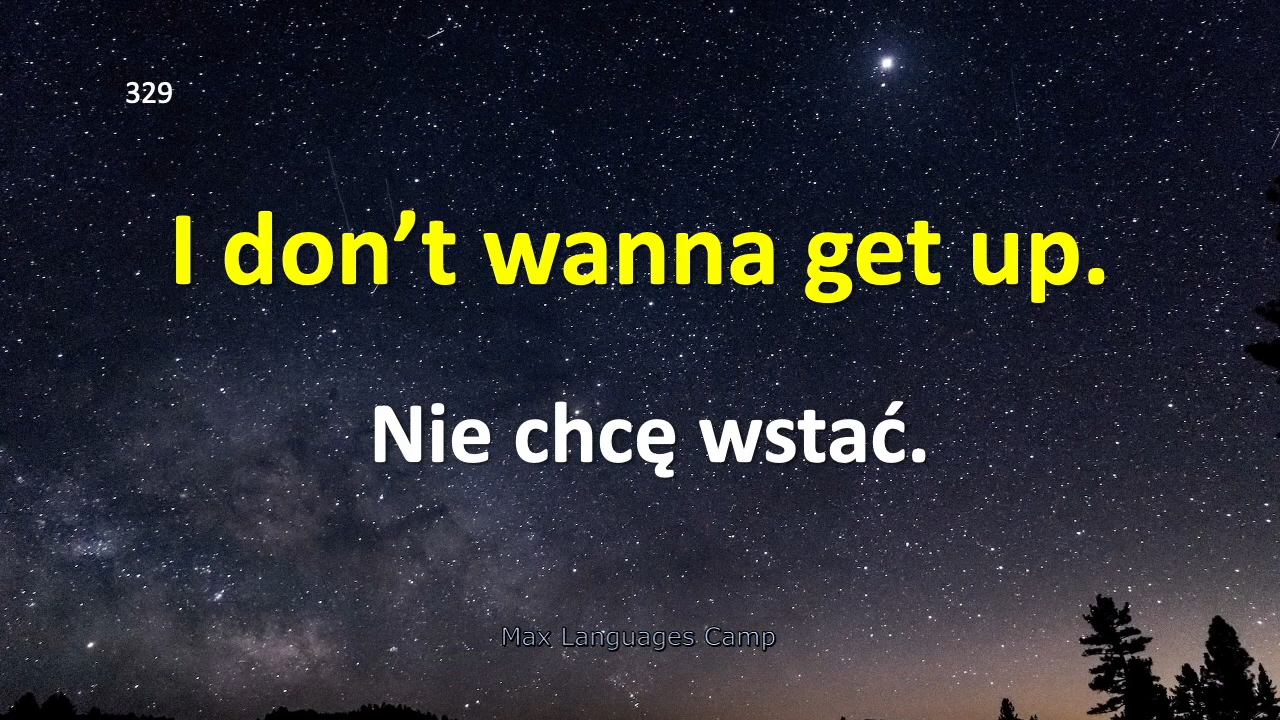 329
I don’t wanna get up.
Nie chcę wstać.
Max Languages Camp